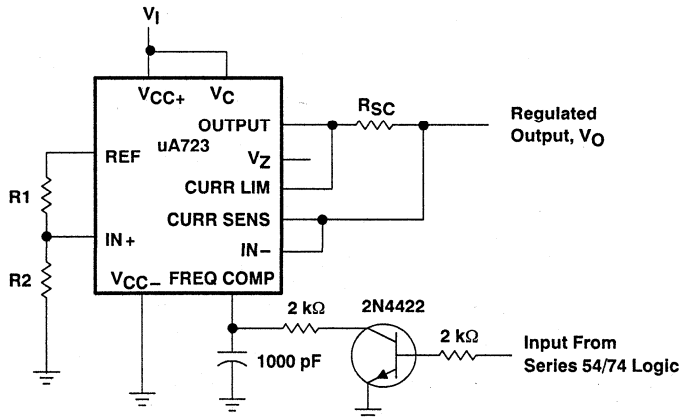 VI
VCC+
VC
OUTPUT
uA723
REF
VZ
CURR LIM
CURR SENS
IN+
IN−
VCC−
FREQ COMP
RSC
Regulated
Output, VO
R1
R2
2 kΩ
2N4422
2 kΩ
1000 pF
Input From
Series 54/74 Logic